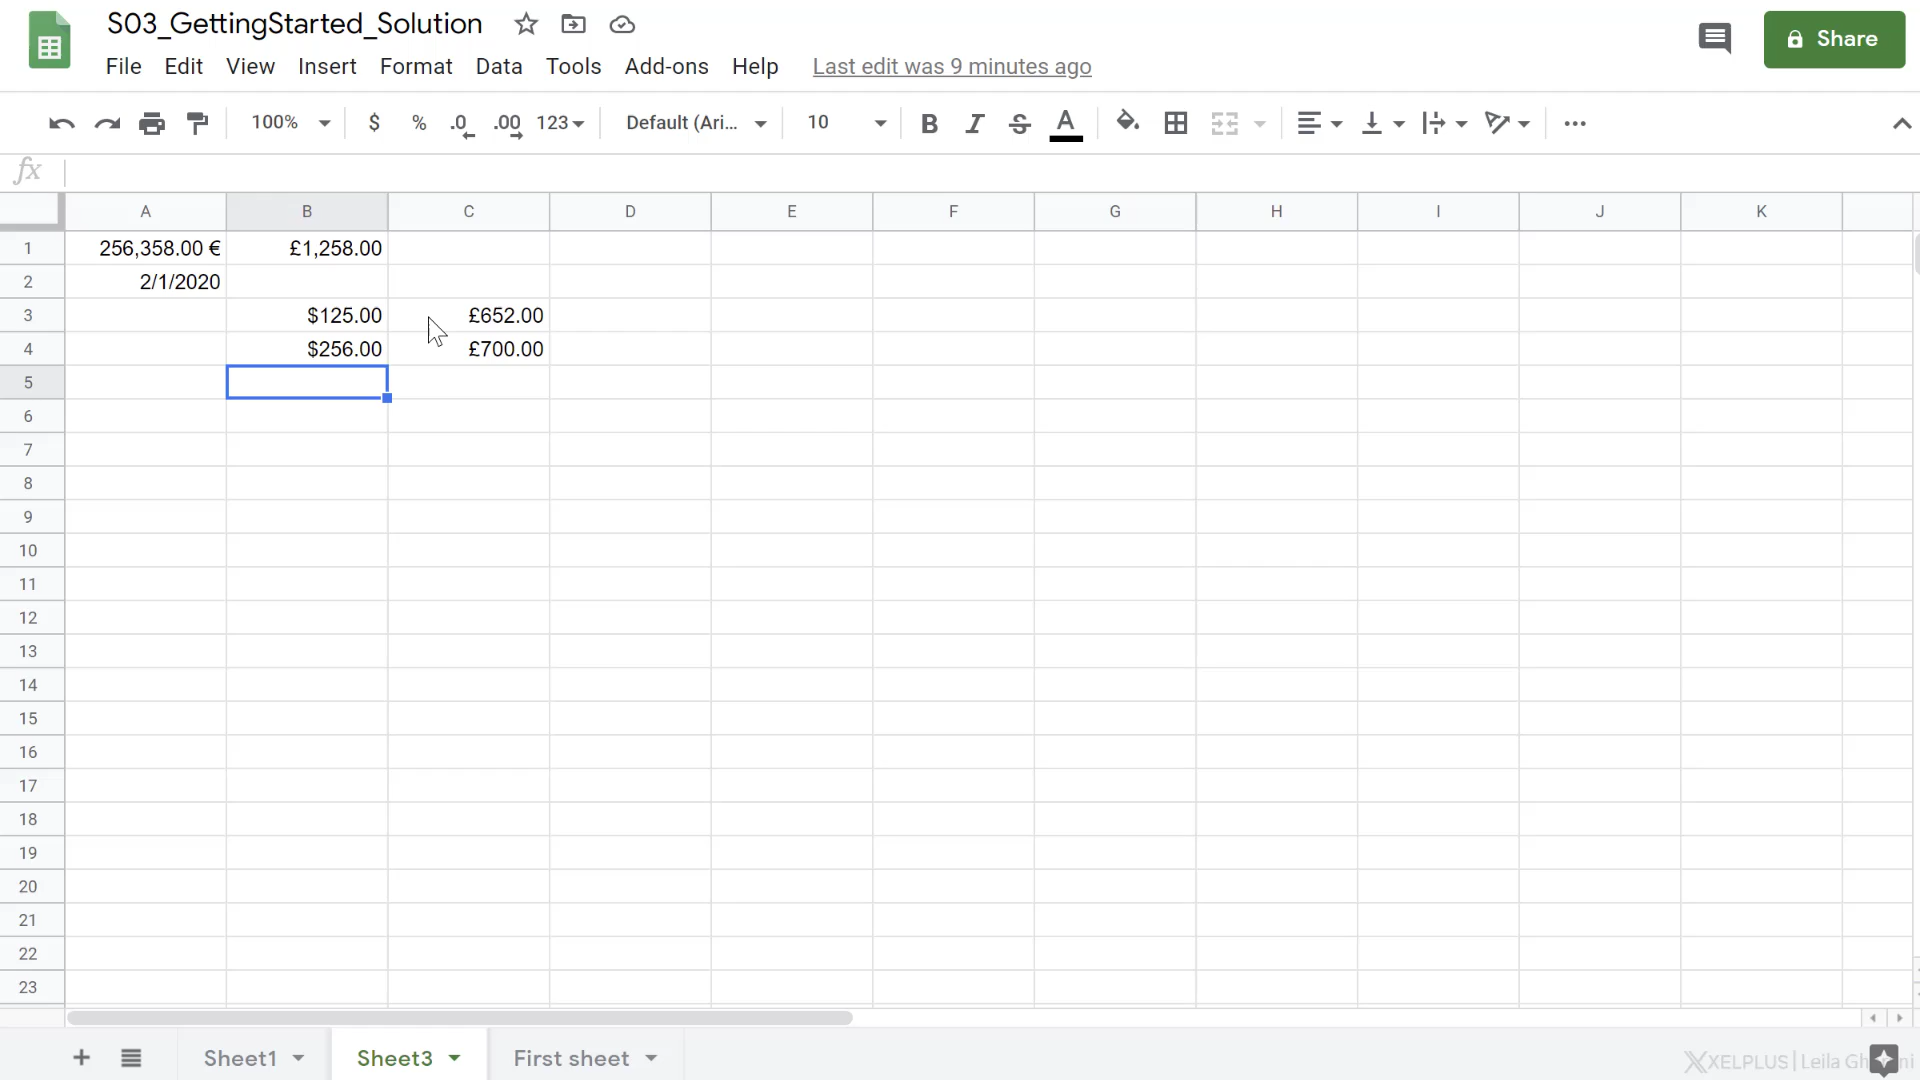 S03_GettingStarted_Solution
File Edit View Insert Format Data Tools Add-ons Help Last edit was 9 minutes ago
Share
100% $ % .0 .00 123 Default (Ari... 10 B I S A
fx
A B C D E F G H I J K
1 256,358.00 € £1,258.00
2 2/1/2020
3 $125.00 £652.00
4 $256.00 £700.00
5
6
7
8
9
10
11
12
13
14
15
16
17
18
19
20
21
22
23
Sheet1 Sheet3 First sheet
XELPLUS | Leila